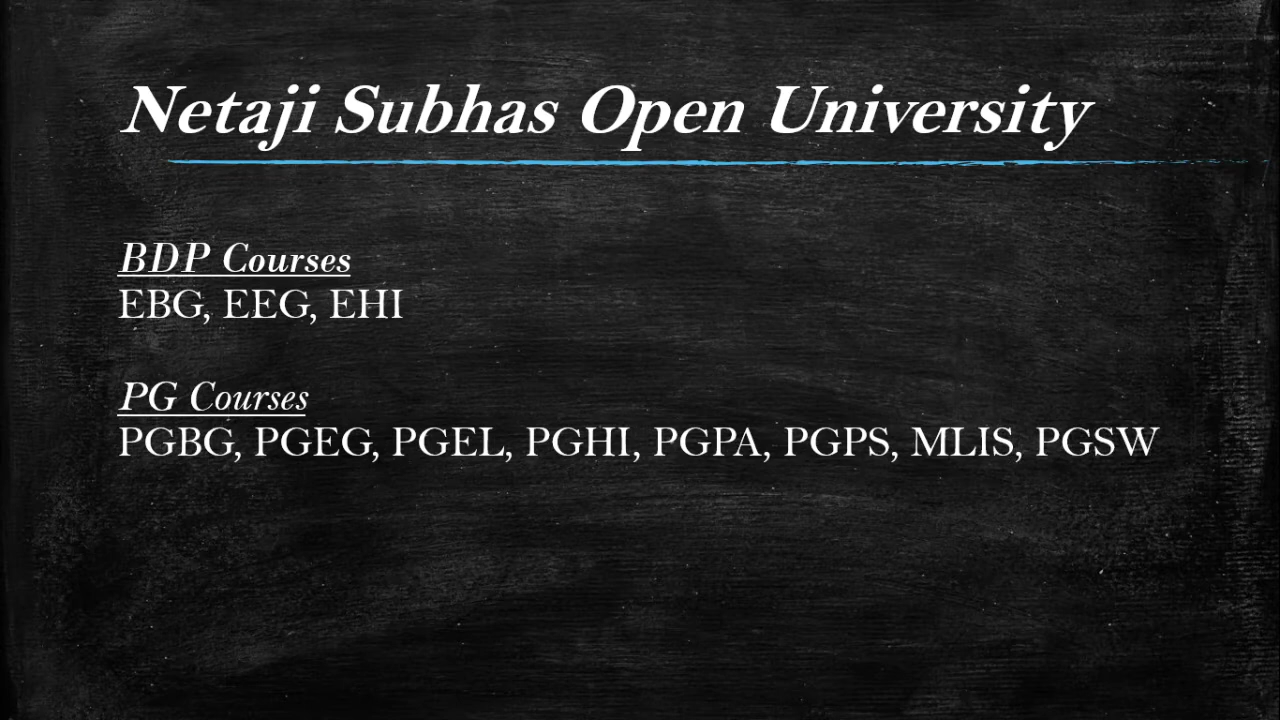 Netaji Subhas Open University
BDP Courses
EBG, EEG, EHI
PG Courses
PGBG, PGEG, PGEL, PGHI, PGPA, PGPS, MLIS, PGSW